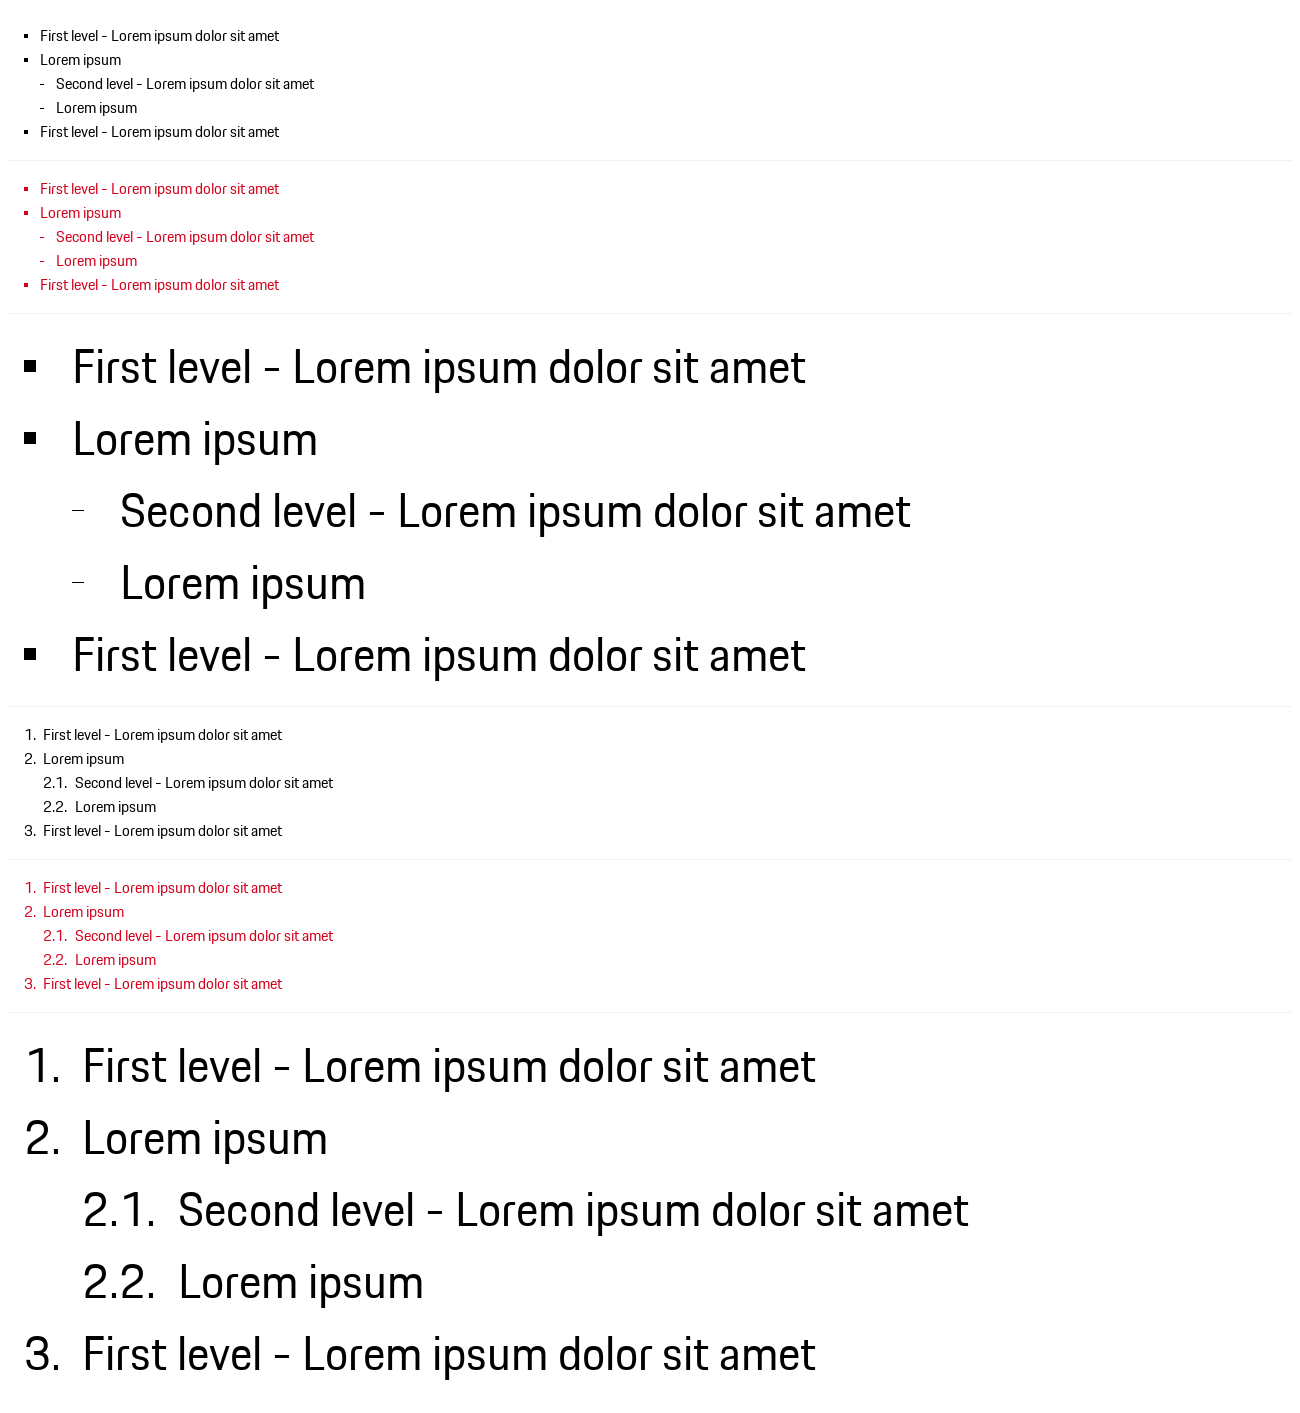 ▪ First level - Lorem ipsum dolor sit amet
▪ Lorem ipsum
- Second level - Lorem ipsum dolor sit amet
- Lorem ipsum
▪ First level - Lorem ipsum dolor sit amet
▪ First level - Lorem ipsum dolor sit amet
▪ Lorem ipsum
- Second level - Lorem ipsum dolor sit amet
- Lorem ipsum
▪ First level - Lorem ipsum dolor sit amet
▪ First level - Lorem ipsum dolor sit amet
▪ Lorem ipsum
- Second level - Lorem ipsum dolor sit amet
- Lorem ipsum
▪ First level - Lorem ipsum dolor sit amet
1. First level - Lorem ipsum dolor sit amet
2. Lorem ipsum
2.1. Second level - Lorem ipsum dolor sit amet
2.2. Lorem ipsum
3. First level - Lorem ipsum dolor sit amet
1. First level - Lorem ipsum dolor sit amet
2. Lorem ipsum
2.1. Second level - Lorem ipsum dolor sit amet
2.2. Lorem ipsum
3. First level - Lorem ipsum dolor sit amet
1. First level - Lorem ipsum dolor sit amet
2. Lorem ipsum
2.1. Second level - Lorem ipsum dolor sit amet
2.2. Lorem ipsum
3. First level - Lorem ipsum dolor sit amet